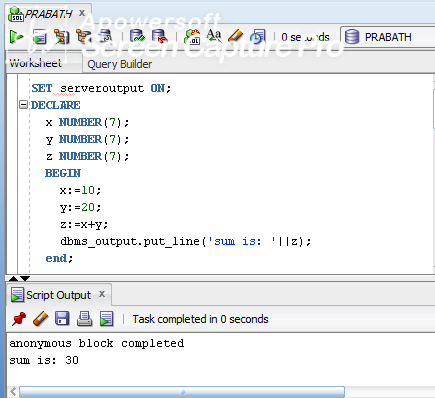 PRABATH
Apowersoft
Screen Capture Pro
0 seconds
PRABATH
Worksheet
Query Builder
SET serveroutput ON;
DECLARE
x NUMBER(7);
y NUMBER(7);
z NUMBER(7);
BEGIN
x:=10;
y:=20;
z:=x+y;
dbms_output.put_line('sum is: '||z);
end;
Script Output x
Task completed in 0 seconds
anonymous block completed
sum is: 30